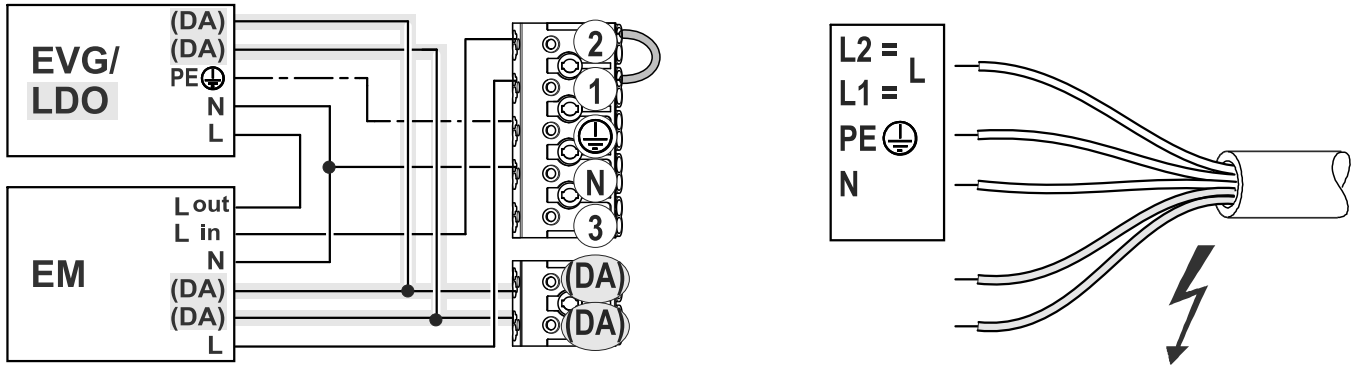 EVG/
LDO
(DA)
(DA)
PE
N
L
EM
L out
L in
N
(DA)
(DA)
L
2
1
N
3
(DA)
(DA)
L2 =
L
L1 =
PE
N